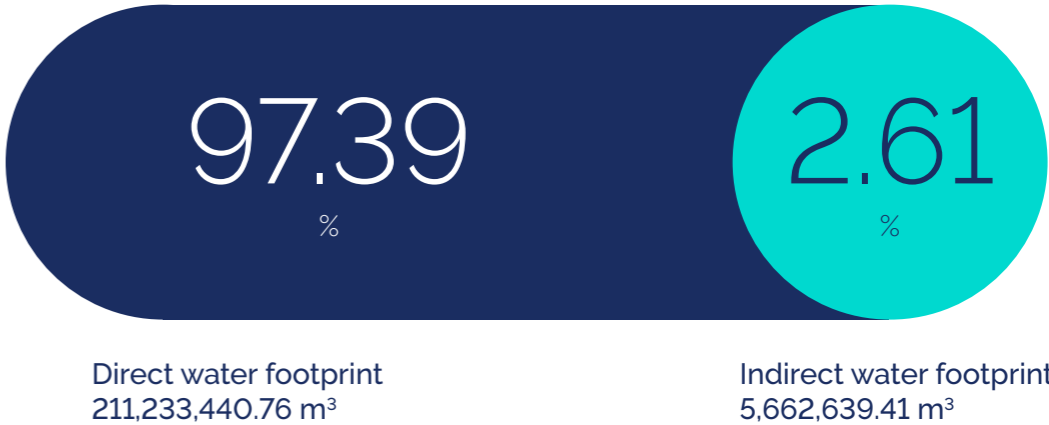 97.39
%
2.61
%
Direct water footprint
211,233,440.76 m³
Indirect water footprint
5,662,639.41 m³